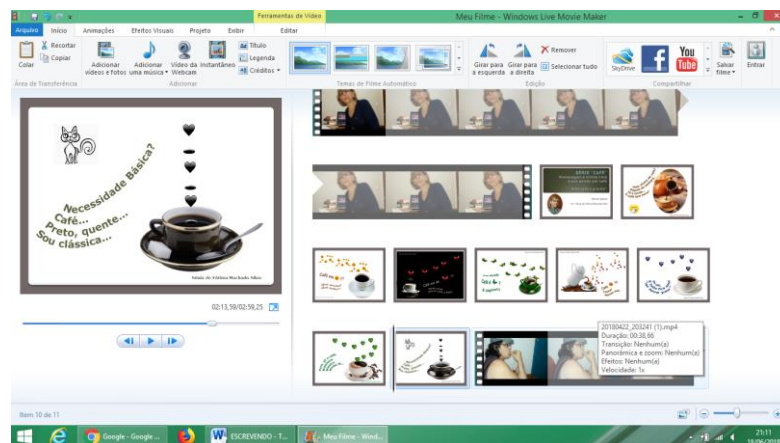 Ferramentas de Vídeo
Meu Filme - Windows Live Movie Maker
Arquivo
Início
Animações
Efeitos Visuais
Projeto
Exibir
Editar
Colar
Recortar
Copiar
Área de Transferência
Adicionar vídeos e fotos
Adicionar uma música
Vídeo da Webcam
Instantâneo
Título
Legenda
Créditos
Adicionar
Temas de Filme Automático
Girar para a esquerda
Girar para a direita
Remover
Selecionar tudo
Edição
SkyDrive
You Tube
Compartilhar
Salvar filme
Entrar
Necessidade Básica?
Café...
Preto, quente...
Sou clássica...
02:13,59/02:59,25
20180422_203241 (1).mp4
Duração: 00:38,66
Transição: Nenhum(a)
Panorâmica e zoom: Nenhum(a)
Efeitos: Nenhum(a)
Velocidade: 1x
Item 10 de 11
Google - Google ...
ESCREVENDO - T...
Meu Filme - Wind...
21:11